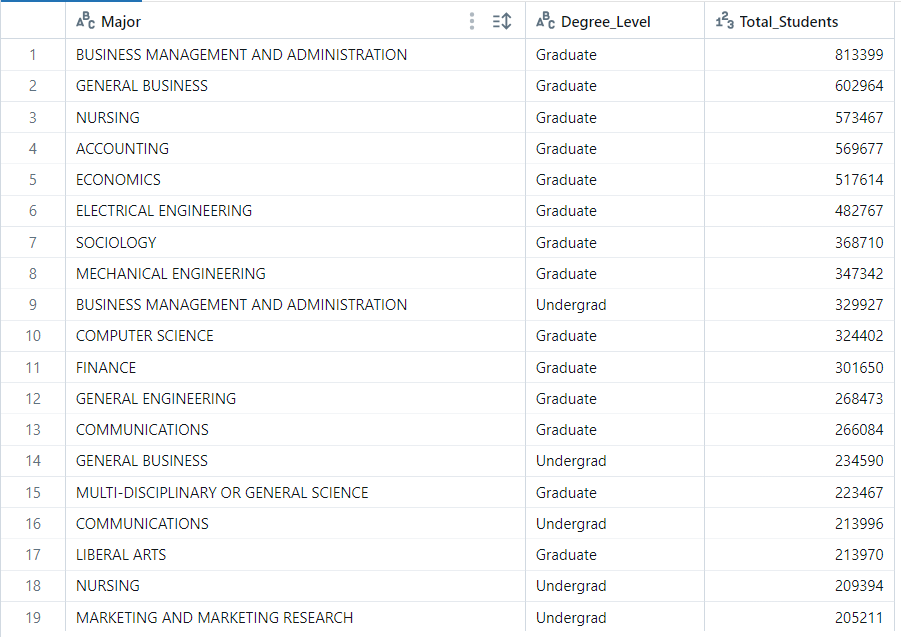 Major Degree_Level Total_Students
1 BUSINESS MANAGEMENT AND ADMINISTRATION Graduate 813399
2 GENERAL BUSINESS Graduate 602964
3 NURSING Graduate 573467
4 ACCOUNTING Graduate 569677
5 ECONOMICS Graduate 517614
6 ELECTRICAL ENGINEERING Graduate 482767
7 SOCIOLOGY Graduate 368710
8 MECHANICAL ENGINEERING Graduate 347342
9 BUSINESS MANAGEMENT AND ADMINISTRATION Undergrad 329927
10 COMPUTER SCIENCE Graduate 324402
11 FINANCE Graduate 301650
12 GENERAL ENGINEERING Graduate 268473
13 COMMUNICATIONS Graduate 266084
14 GENERAL BUSINESS Undergrad 234590
15 MULTI-DISCIPLINARY OR GENERAL SCIENCE Graduate 223467
16 COMMUNICATIONS Undergrad 213996
17 LIBERAL ARTS Graduate 213970
18 NURSING Undergrad 209394
19 MARKETING AND MARKETING RESEARCH Undergrad 205211